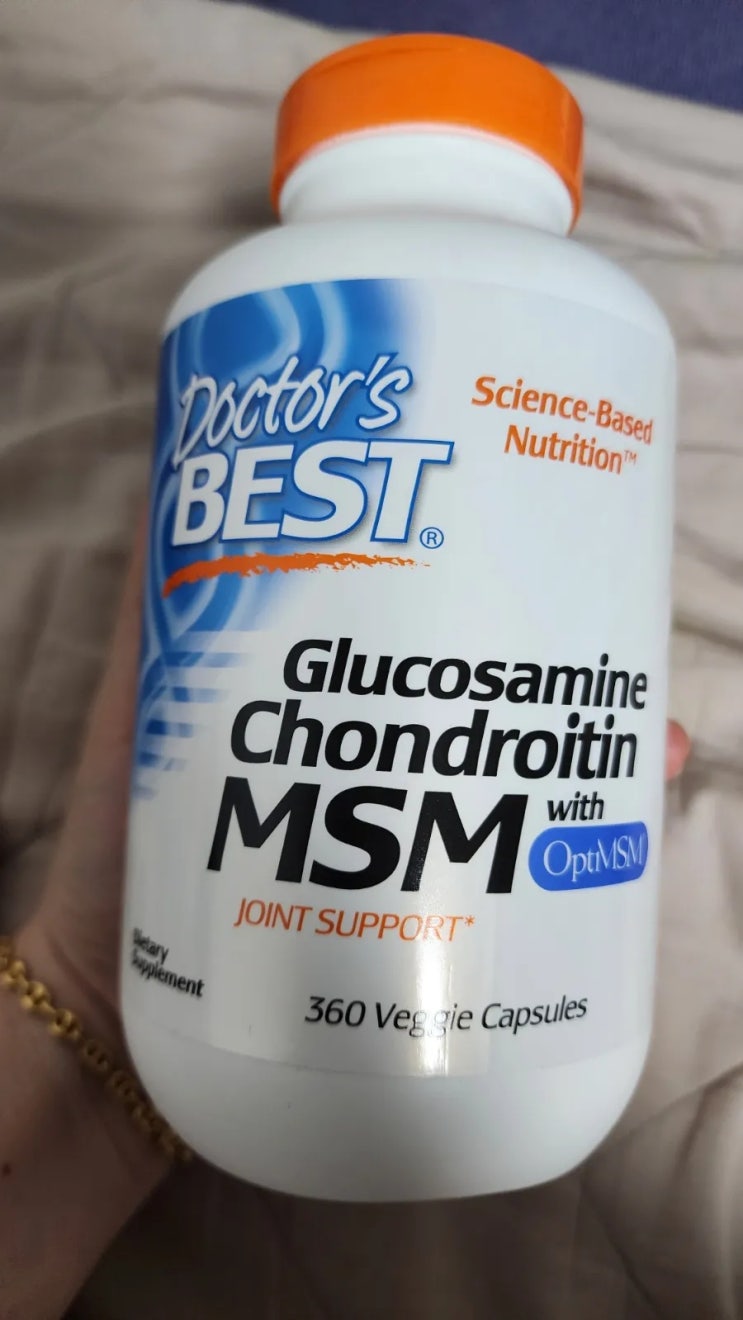 Doctor's
BEST®
Science-Based
Nutrition™
Glucosamine
Chondroitin
MSM with
OptiMSM
JOINT SUPPORT*
Dietary
Supplement
360 Veggie Capsules